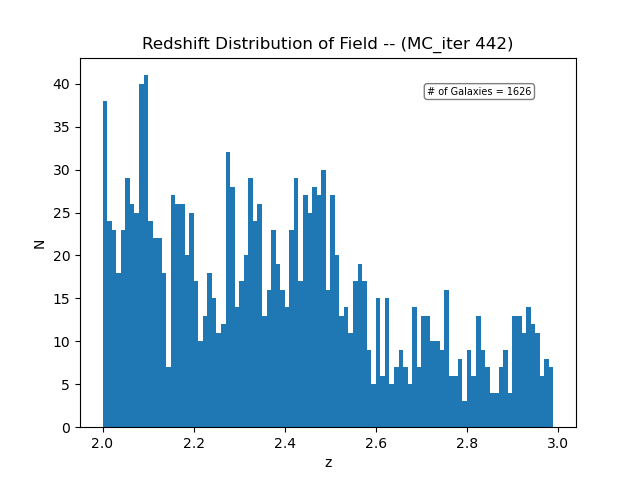 Redshift Distribution of Field -- (MC_iter 442)
# of Galaxies = 1626
N
40
35
30
25
20
15
10
5
0
2.0 2.2 2.4 2.6 2.8 3.0
z